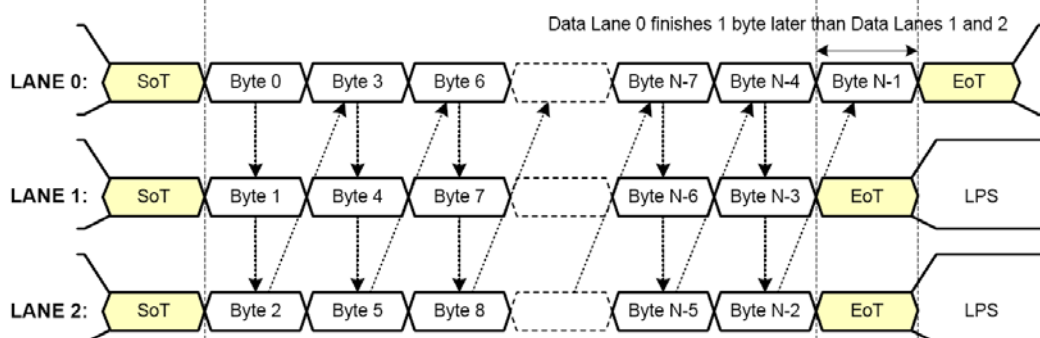 Data Lane 0 finishes 1 byte later than Data Lanes 1 and 2
LANE 0: SoT Byte 0 Byte 3 Byte 6 Byte N-7 Byte N-4 Byte N-1 EoT
LANE 1: SoT Byte 1 Byte 4 Byte 7 Byte N-6 Byte N-3 EoT LPS
LANE 2: SoT Byte 2 Byte 5 Byte 8 Byte N-5 Byte N-2 EoT LPS